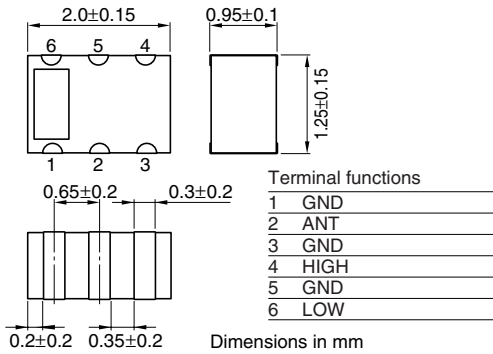 2.0±0.15
0.95±0.1
6 5 4
1.25±0.15
1 2 3
0.65±0.2
0.3±0.2
0.2±0.2
0.35±0.2
Terminal functions
1 GND
2 ANT
3 GND
4 HIGH
5 GND
6 LOW
Dimensions in mm